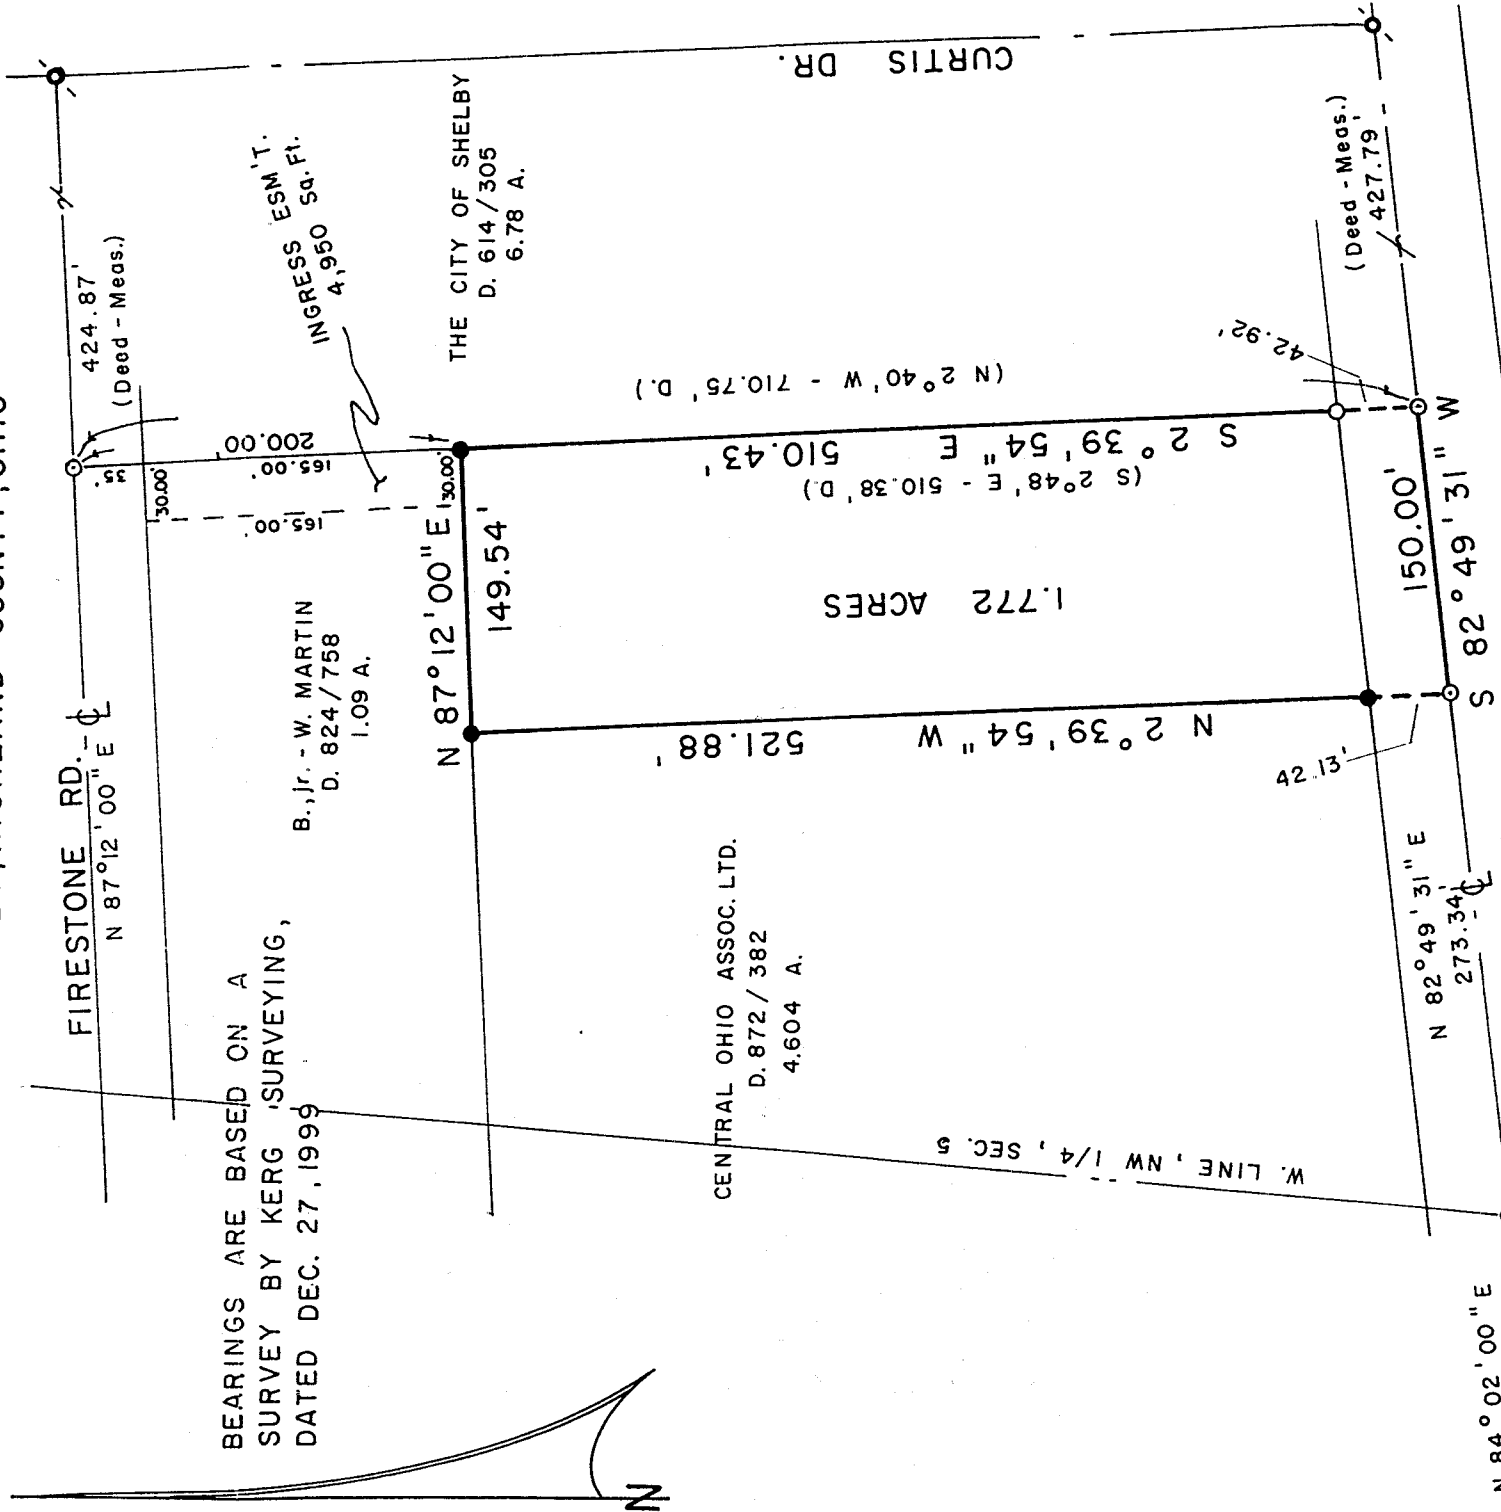 FIRESTONE RD.
N 87°12'00" E
424.87'
(Deed - Meas.)
35'
30.00'
200.00'
165.00'
165.00'
30.00'
INGRESS ESM'T.
4,950 Sq. Ft.
CURTIS DR.
THE CITY OF SHELBY
D. 614/305
6.78 A.
B., jr. - W. MARTIN
D. 824/758
1.09 A.
BEARINGS ARE BASED ON A
SURVEY BY KERG SURVEYING,
DATED DEC. 27, 1999
N 87°12'00" E
149.54'
(N 2°40' W - 710.75' D.)
S 2°39'54" E
510.43'
(S 2°48' E - 510.38' D.)
1.772 ACRES
N 2°39'54" W
521.88'
CENTRAL OHIO ASSOC. LTD.
D. 872/382
4.604 A.
W. LINE, NW 1/4, SEC. 5
42.92'
(Deed - Meas.)
427.79'
150.00'
S 82°49'31" W
42.13'
N 82°49'31" E
273.34'
N 84°02'00" E
N